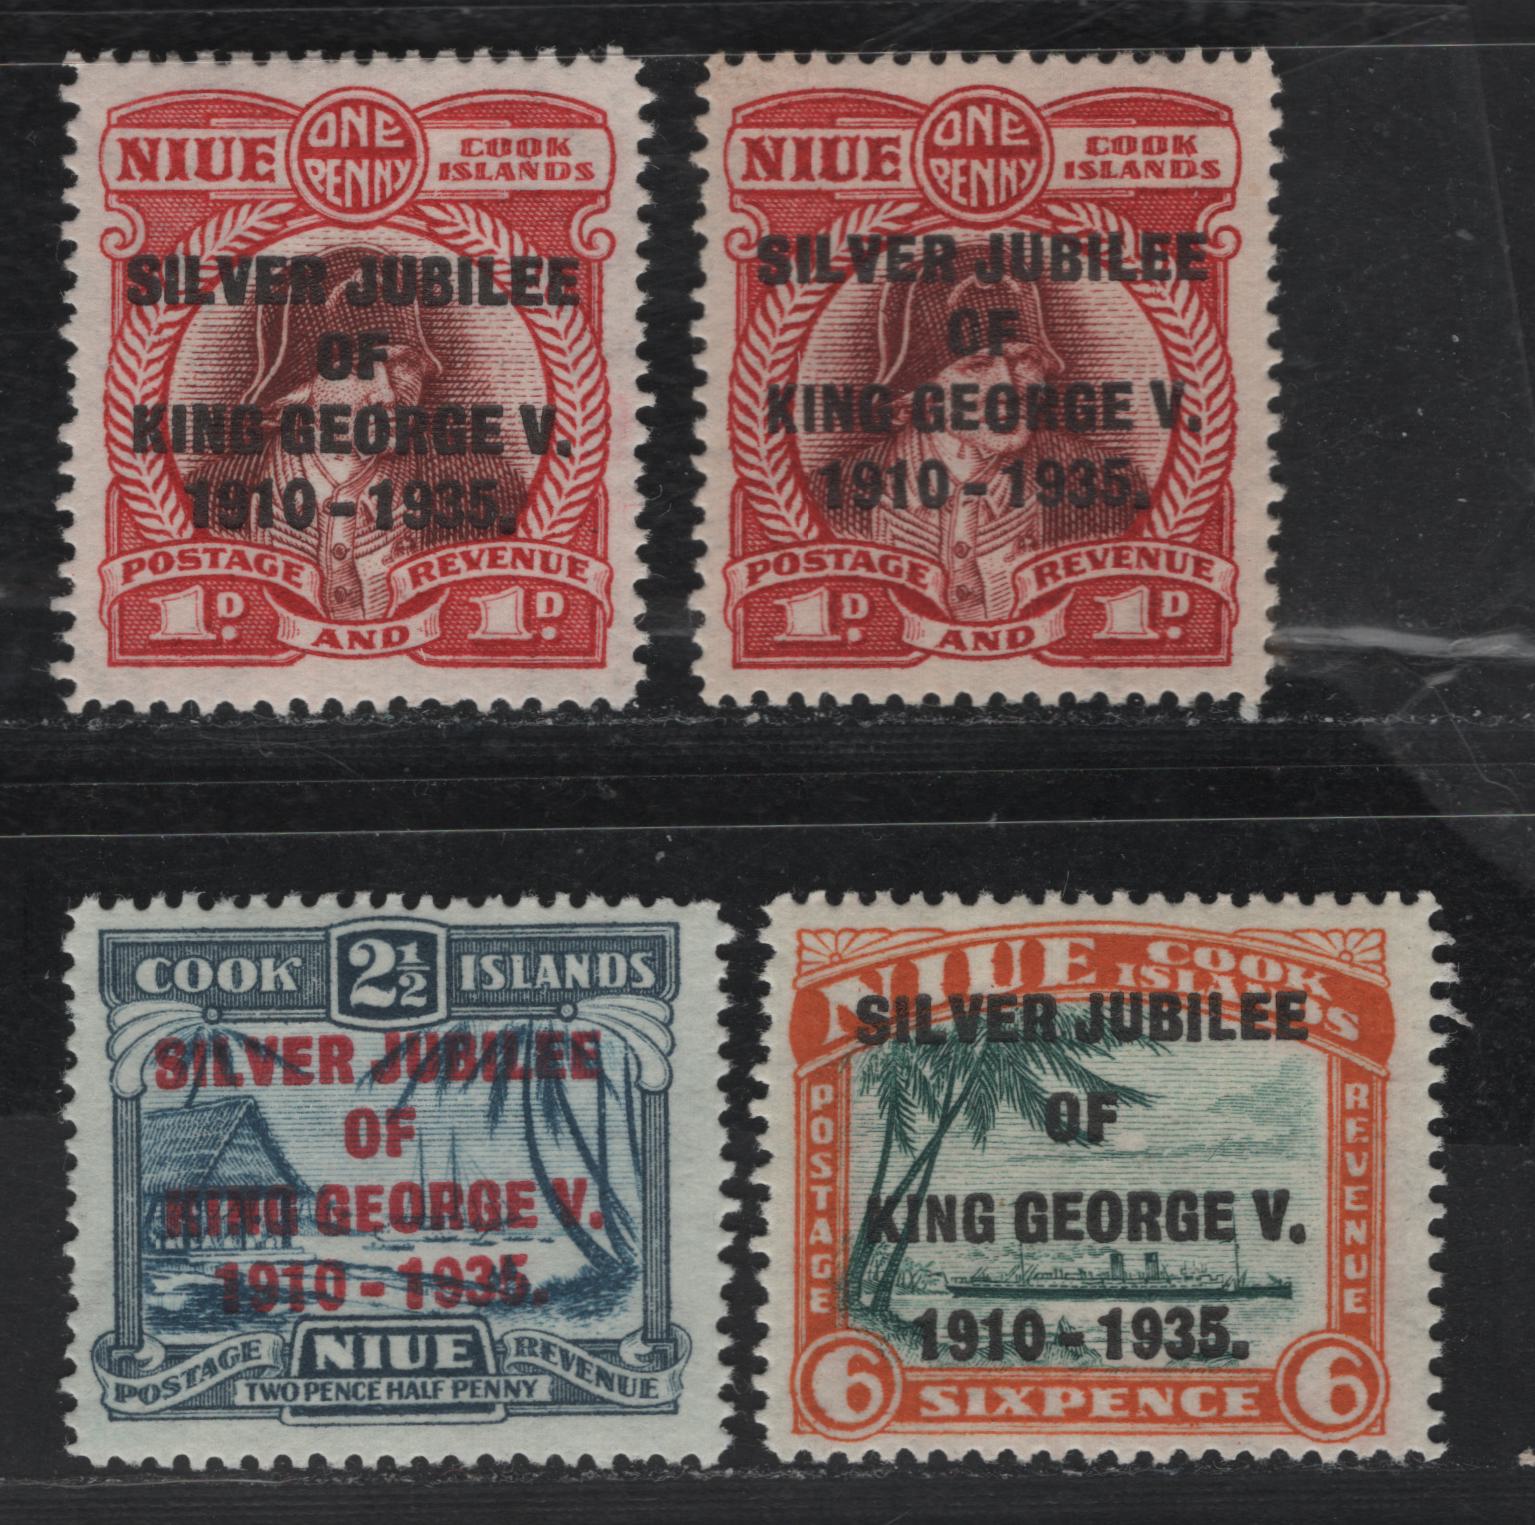 NIUE ONE PENNY COOK ISLANDS
SILVER JUBILEE
OF
KING GEORGE V.
1910 - 1935.
POSTAGE AND REVENUE
1D. 1D.
NIUE ONE PENNY COOK ISLANDS
SILVER JUBILEE
OF
KING GEORGE V.
1910 - 1935.
POSTAGE AND REVENUE
1D. 1D.
COOK 2½ ISLANDS
SILVER JUBILEE
OF
KING GEORGE V.
1910 - 1935.
POSTAGE NIUE REVENUE
TWO PENCE HALF PENNY
NIUE COOK ISLANDS
SILVER JUBILEE
OF
KING GEORGE V.
1910 - 1935.
POSTAGE
REVENUE
6 SIXPENCE 6